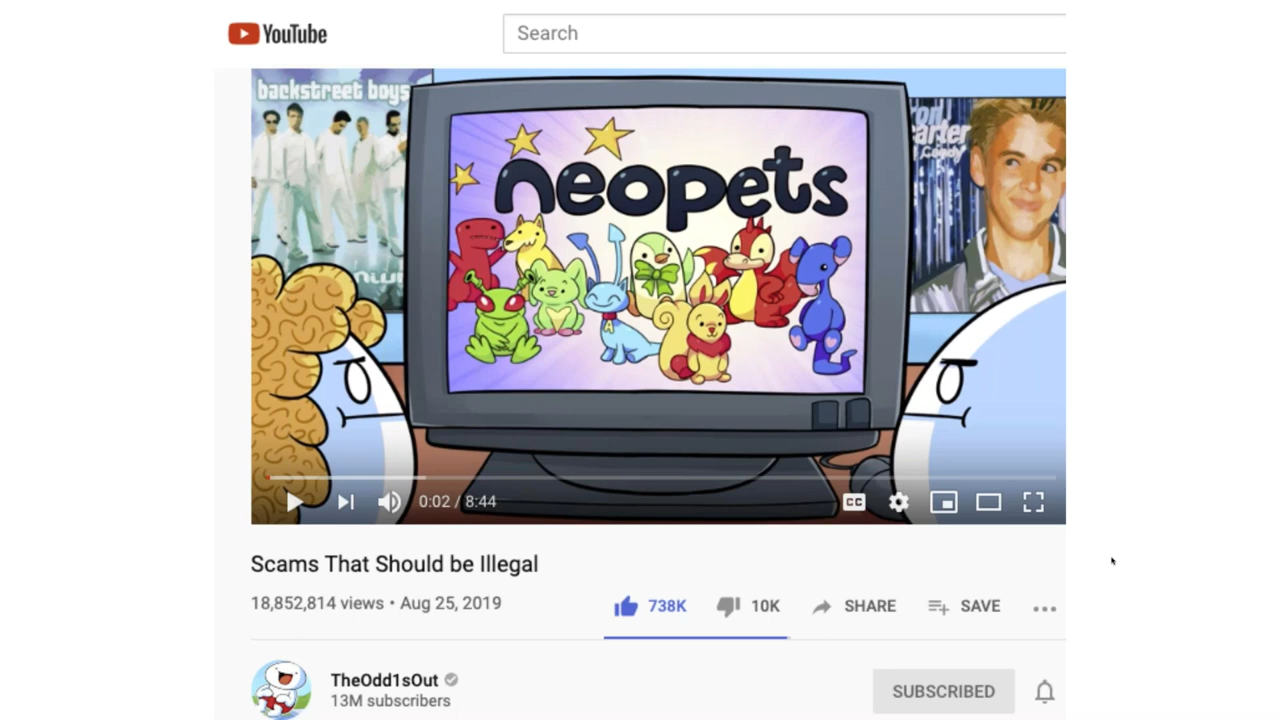 YouTube
Search
backstreet boys
neopets
A
0:02 / 8:44
CC
Scams That Should be Illegal
18,852,814 views • Aug 25, 2019
738K
10K
SHARE
SAVE
TheOdd1sOut
13M subscribers
SUBSCRIBED